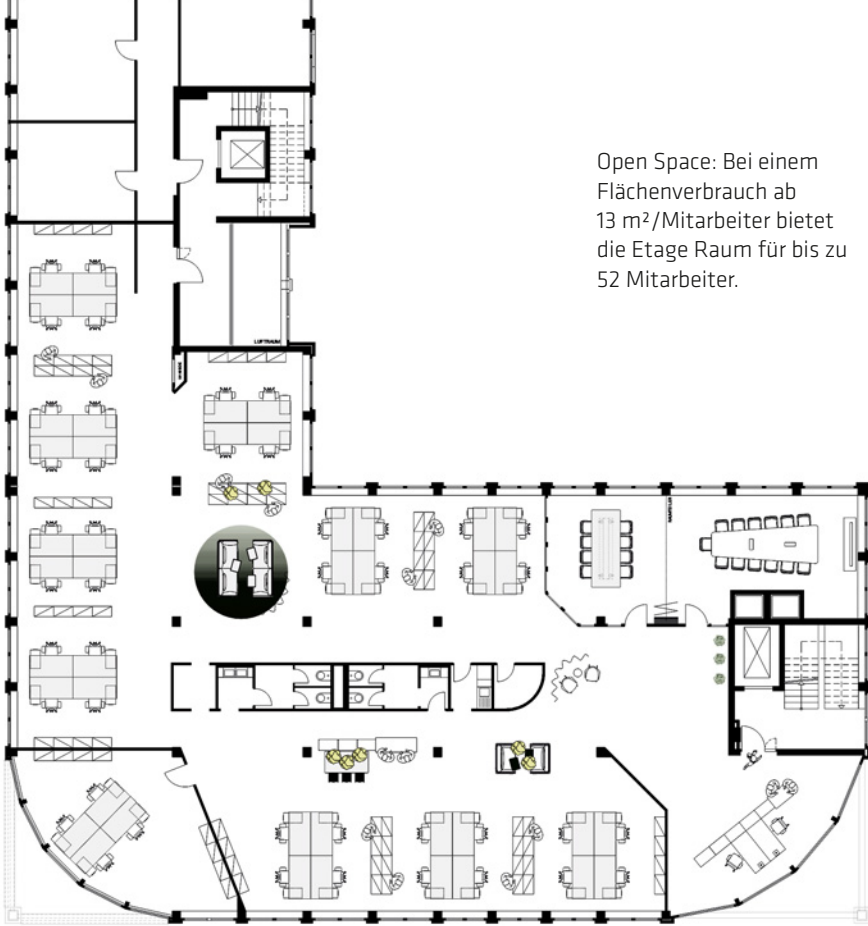 Open Space: Bei einem
Flächenverbrauch ab
13 m²/Mitarbeiter bietet
die Etage Raum für bis zu
52 Mitarbeiter.
LUFTRAUM